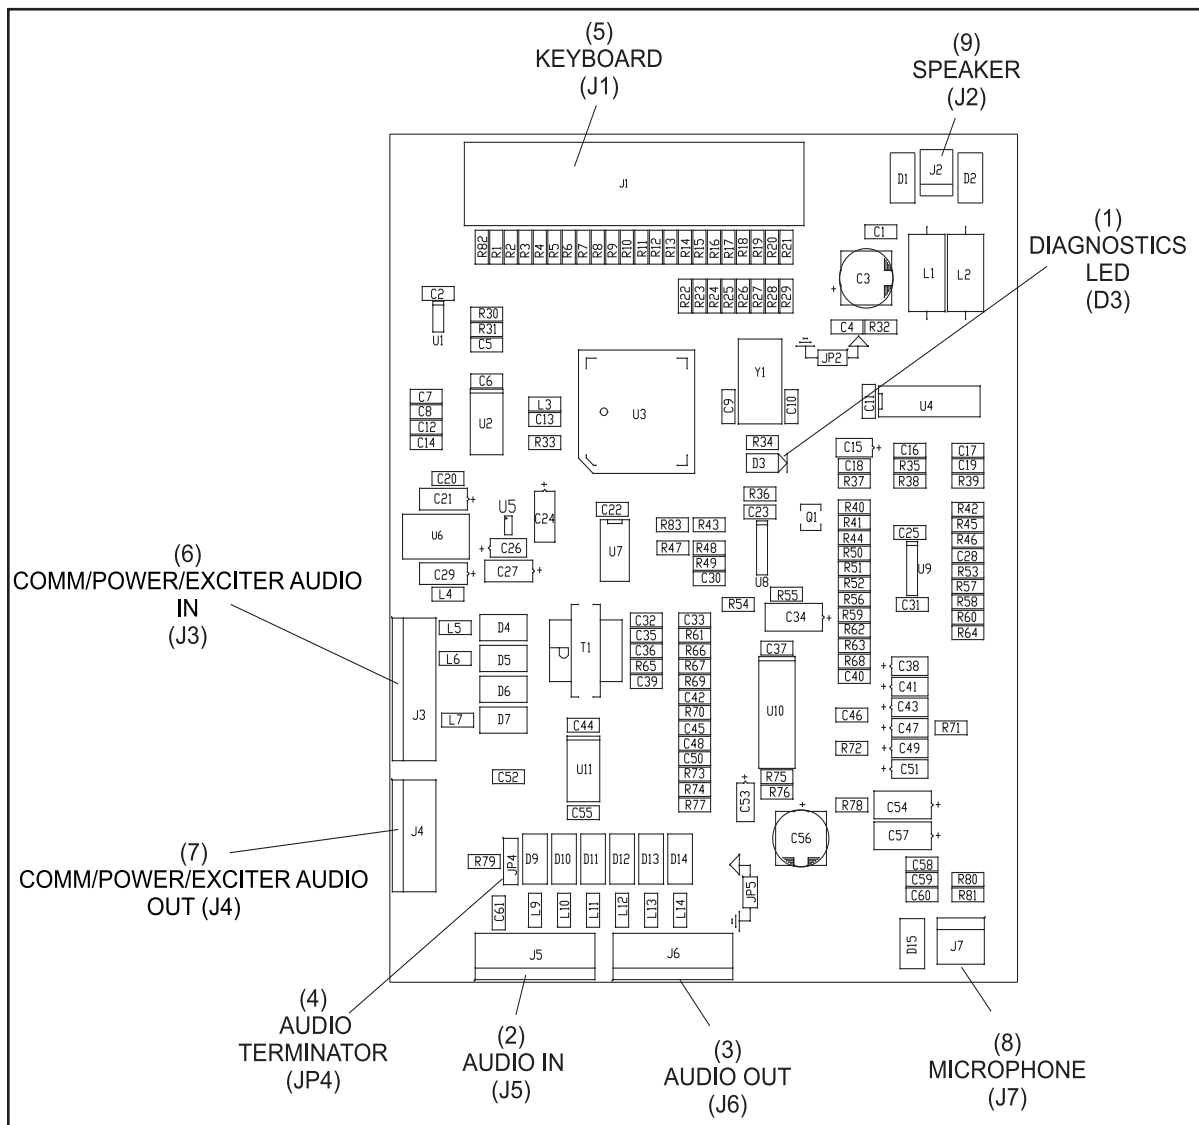 (5)
KEYBOARD
(J1)
(9)
SPEAKER
(J2)
(1)
DIAGNOSTICS
LED
(D3)
(6)
COMM/POWER/EXCITER AUDIO
IN
(J3)
(7)
COMM/POWER/EXCITER AUDIO
OUT (J4)
(4)
AUDIO
TERMINATOR
(JP4)
(2)
AUDIO IN
(J5)
(3)
AUDIO OUT
(J6)
(8)
MICROPHONE
(J7)
J1
D1
J2
D2
R82
R1
R2
R3
R4
R5
R6
R7
R8
R9
R10
R11
R12
R13
R14
R15
R16
R17
R18
R19
R20
R21
C1
C3
+
L1
L2
R22
R23
R24
R25
R26
R27
R28
R29
C2
U1
R30
R31
C5
C4
R32
JP2
C6
U2
C7
C8
C12
C14
L3
C13
R33
U3
Y1
C9
C10
C11
U4
R34
D3
C15
+
C18
R37
C16
R35
R38
C17
C19
R39
C20
C21
+
U6
C29
+
L4
U5
+
C26
C27
+
+
C24
C22
U7
R83
R43
R47
R48
R49
C30
R36
C23
U8
Q1
R40
R41
R44
R50
R51
R52
R56
R59
R62
R63
R68
C40
C25
U9
C31
R42
R45
R46
C28
R53
R57
R58
R60
R64
R54
R55
C34
+
L5
L6
L7
D4
D5
D6
D7
T1
C32
C35
C36
R65
C39
C33
R61
R66
R67
R69
C42
R70
C45
C48
C50
R73
R74
R77
C37
U10
R75
R76
+
C38
+
C41
+
C43
+
C47
+
C49
+
C51
C46
R72
R71
J3
C44
U11
C55
C52
+
C53
R78
C54
+
C57
+
+
C56
J4
R79
JP4
D9
D10
D11
D12
D13
D14
C61
L9
L10
L11
L12
L13
L14
JP5
C58
C59
C60
R80
R81
D15
J7
J5
J6